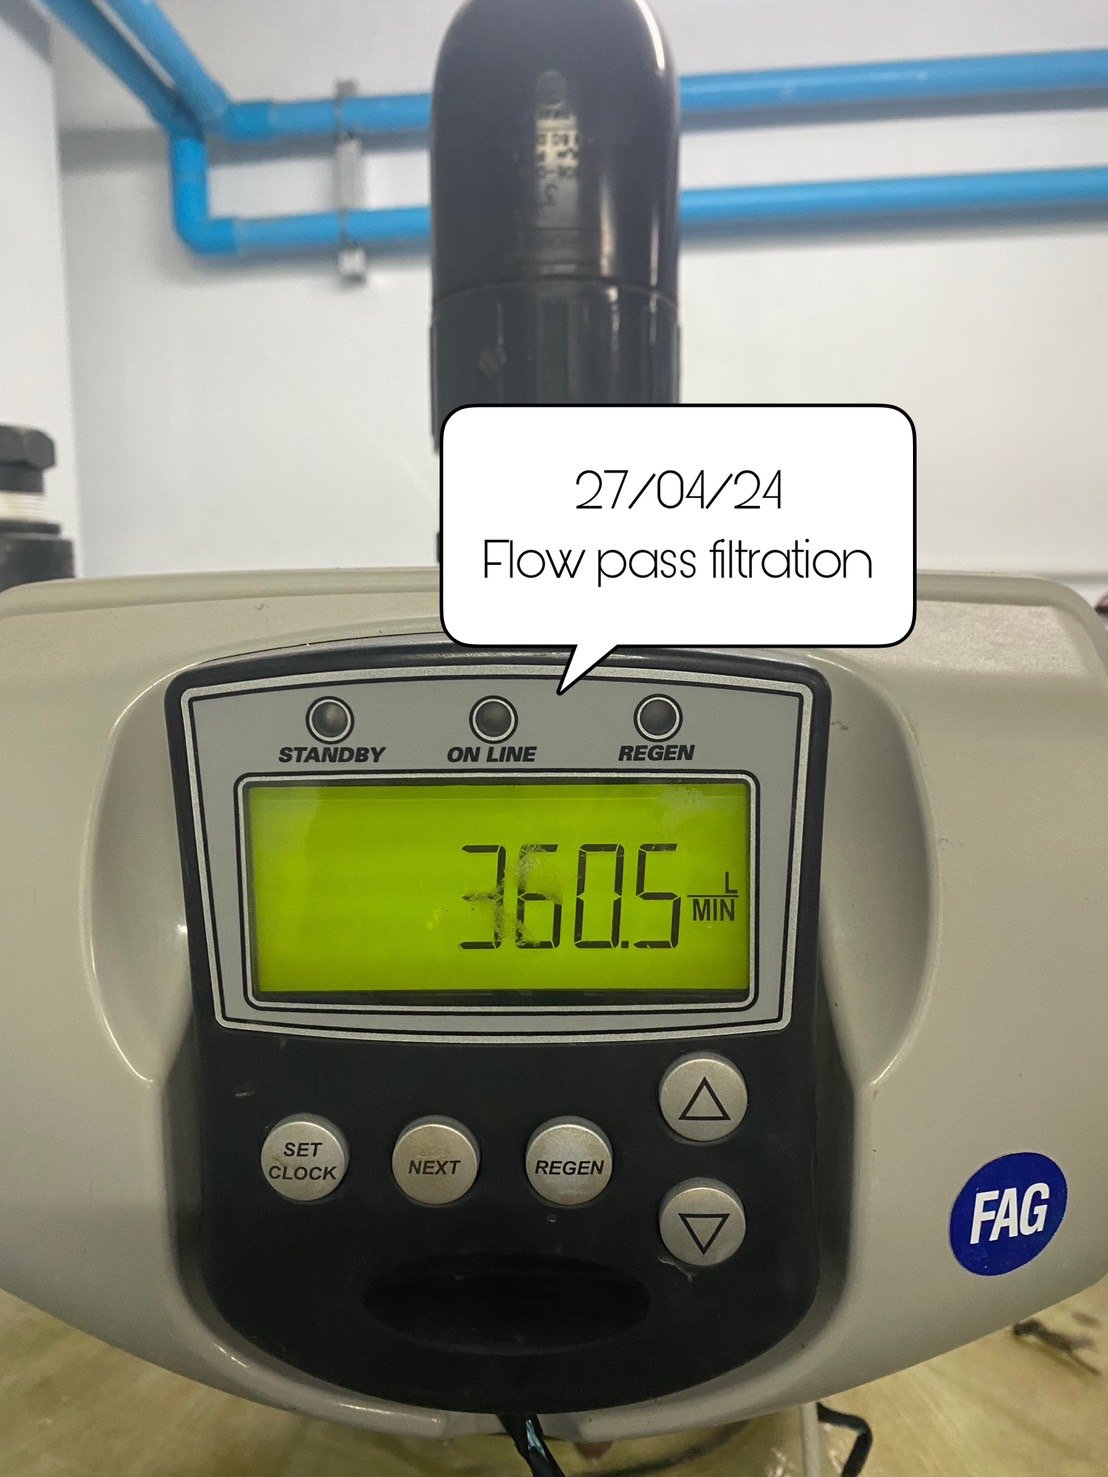 27/04/24
Flow pass filtration
STANDBY
ON LINE
REGEN
360.5 L
MIN
SET
CLOCK
NEXT
REGEN
FAG